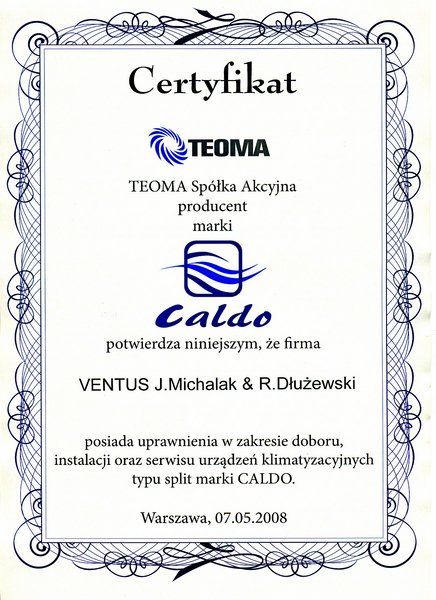 Certyfikat
TEOMA
TEOMA Spółka Akcyjna
producent
marki
Caldo
potwierdza niniejszym, że firma
VENTUS J.Michalak & R.Dłużewski
posiada uprawnienia w zakresie doboru,
instalacji oraz serwisu urządzeń klimatyzacyjnych
typu split marki CALDO.
Warszawa, 07.05.2008